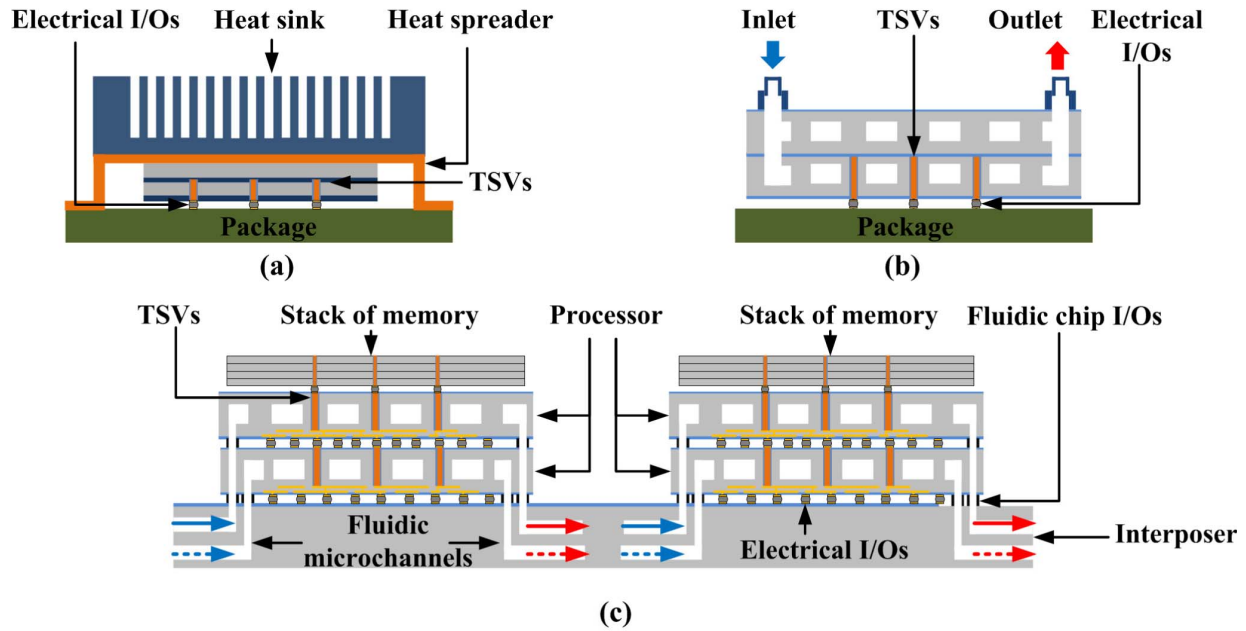 Electrical I/Os
Heat sink
Heat spreader
TSVs
Package
(a)
Inlet
TSVs
Outlet
Electrical
I/Os
Package
(b)
TSVs
Stack of memory
Processor
Stack of memory
Fluidic chip I/Os
Fluidic
microchannels
Electrical I/Os
Interposer
(c)